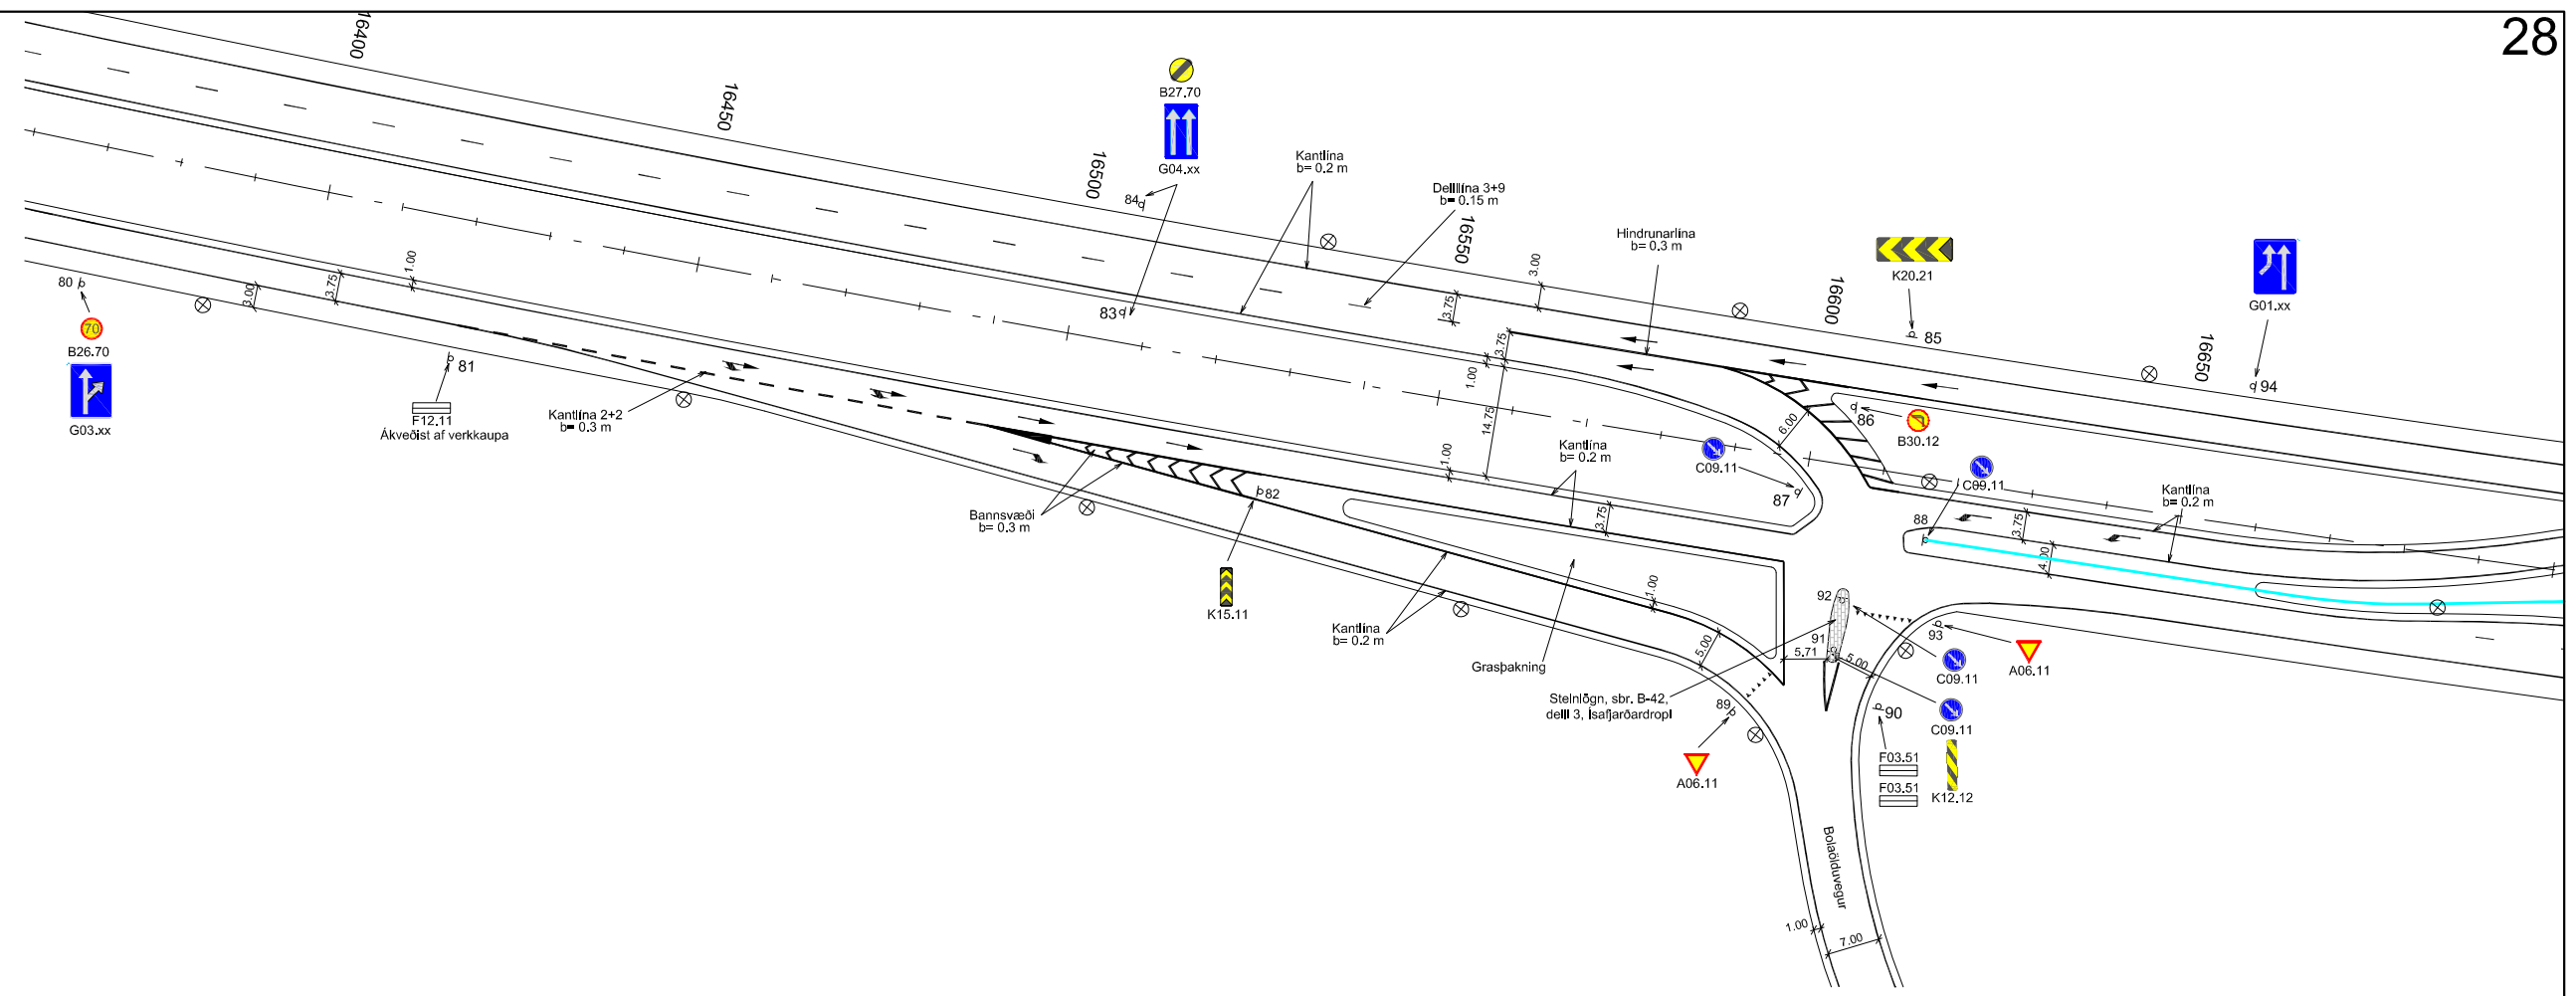 28
16400
16450
16500
16550
16600
16650
B27.70
G04.xx
84
83
Kantlína
b= 0.2 m
Deililína 3+9
b= 0.15 m
Hindrunarlína
b= 0.3 m
K20.21
85
G01.xx
94
80
70
B26.70
G03.xx
3.00
3.75
1.00
81
F12.11
Ákveðist af verkkaupa
Kantlína 2+2
b= 0.3 m
3.75
3.00
3.75
1.00
14.75
1.00
6.00
86
B30.12
C09.11
87
Kantlína
b= 0.2 m
3.75
C09.11
88
Kantlína
b= 0.2 m
3.75
4.00
Bannsvæði
b= 0.3 m
82
K15.11
Kantlína
b= 0.2 m
1.00
5.00
Grasþakning
Steinlögn, sbr. B-42,
deili 3, Ísafjarðardropi
92
91
5.71
5.00
93
A06.11
C09.11
C09.11
K12.12
90
F03.51
F03.51
89
A06.11
Bolaölduvegur
1.00
7.00